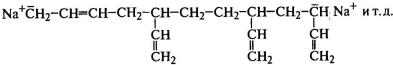 Na⁺C̄H₂—CH=CH—CH₂—CH—CH₂—CH₂—CH—CH₂—C̄H Na⁺ и т.д.
CH CH CH
CH₂ CH₂ CH₂